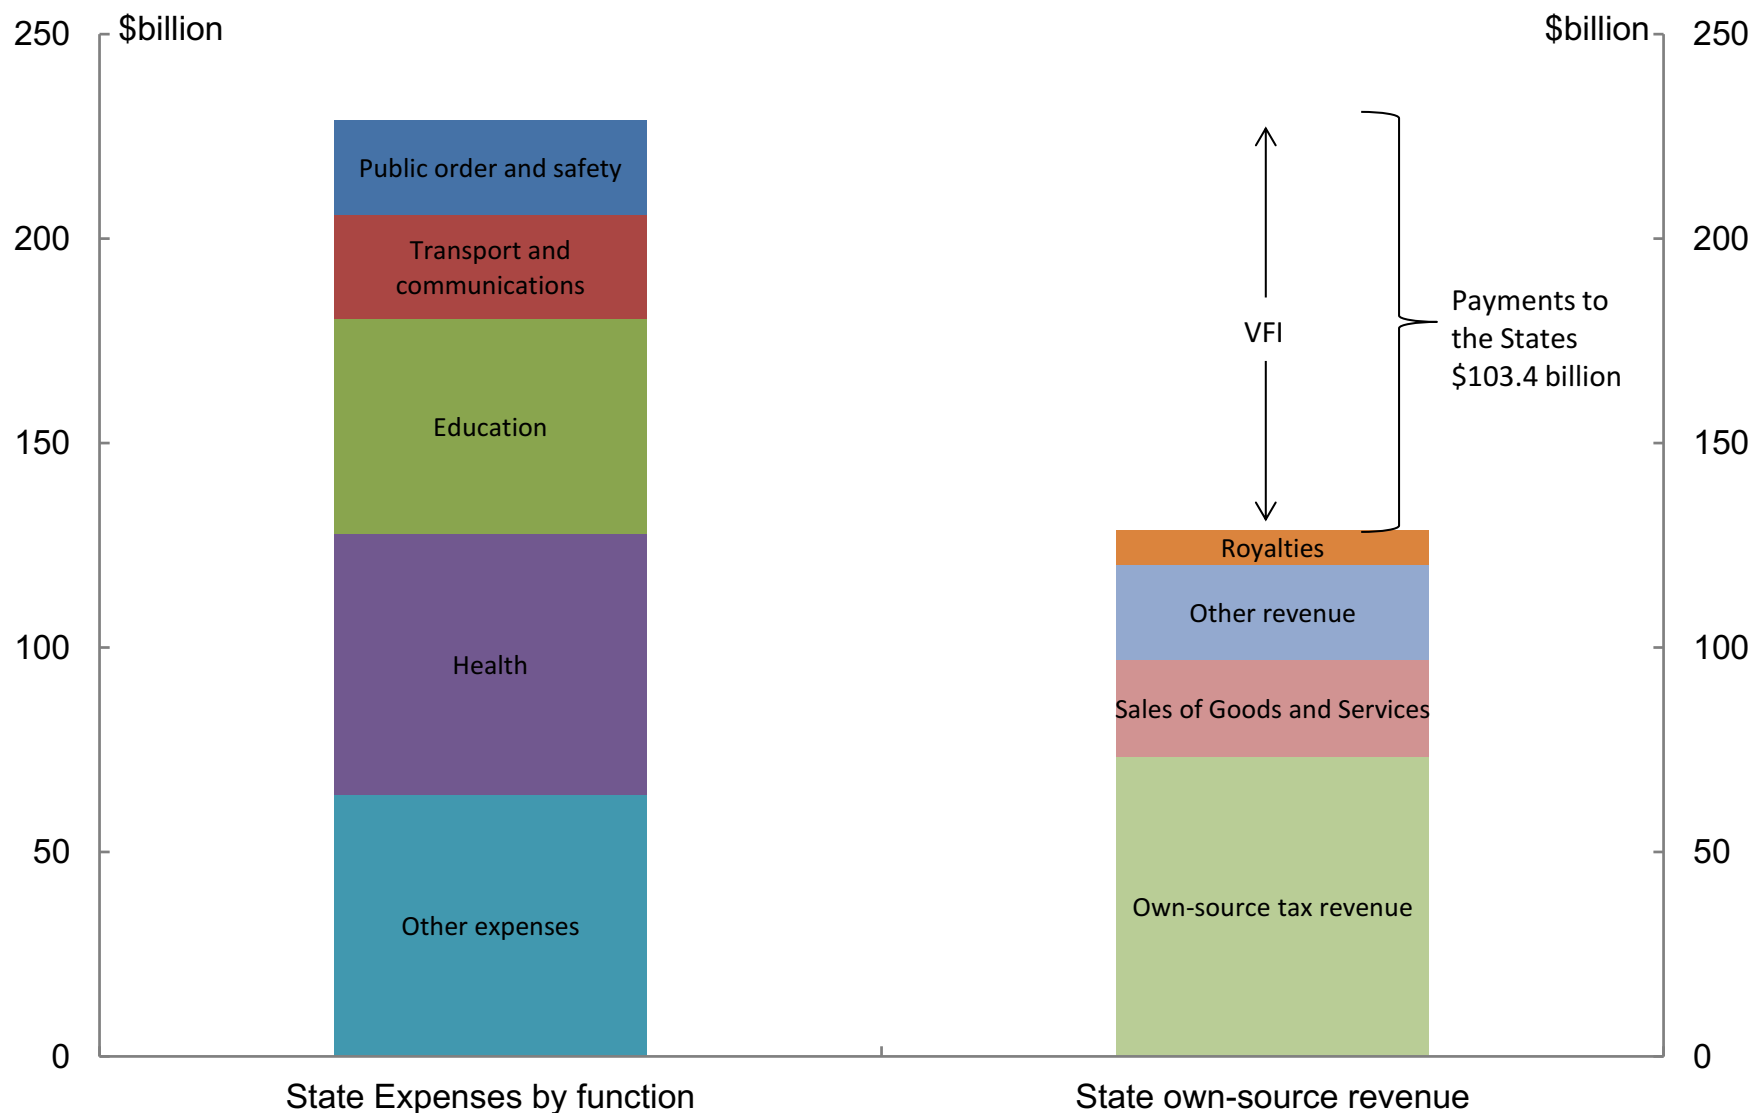 $billion
$billion
250
200
150
100
50
0
Public order and safety
Transport and
communications
Education
Health
Other expenses
VFI
Payments to
the States
$103.4 billion
Royalties
Other revenue
Sales of Goods and Services
Own-source tax revenue
250
200
150
100
50
0
State Expenses by function
State own-source revenue